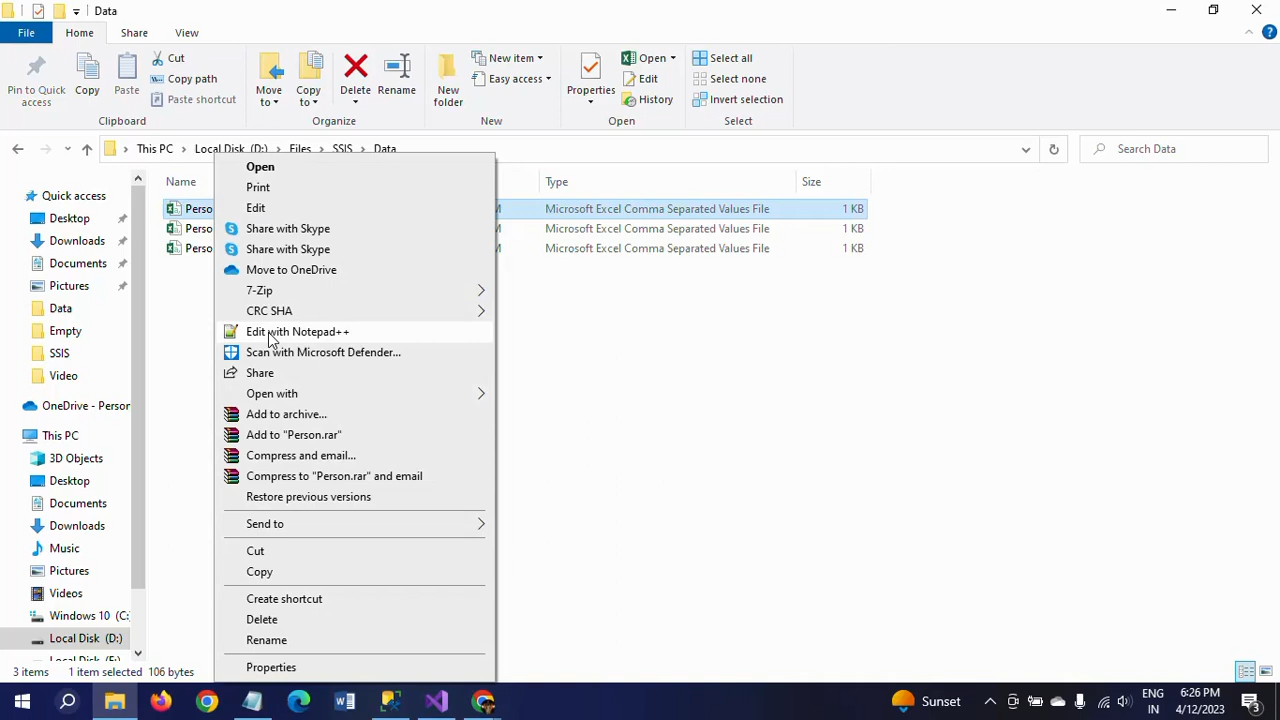 Data
File
Home
Share
View
Pin to Quick access
Copy
Paste
Cut
Copy path
Paste shortcut
Clipboard
Move to
Copy to
Delete
Rename
Organize
New folder
New item
Easy access
New
Properties
Open
Edit
History
Open
Select all
Select none
Invert selection
Select
This PC
Local Disk (D:)
Files
SSIS
Data
Search Data
Name
Type
Size
Perso
Microsoft Excel Comma Separated Values File
1 KB
Perso
Microsoft Excel Comma Separated Values File
1 KB
Perso
Microsoft Excel Comma Separated Values File
1 KB
Quick access
Desktop
Downloads
Documents
Pictures
Data
Empty
SSIS
Video
OneDrive - Person
This PC
3D Objects
Desktop
Documents
Downloads
Music
Pictures
Videos
Windows 10 (C:
Local Disk (D:)
Open
Print
Edit
Share with Skype
Share with Skype
Move to OneDrive
7-Zip
CRC SHA
Edit with Notepad++
Scan with Microsoft Defender...
Share
Open with
Add to archive...
Add to "Person.rar"
Compress and email...
Compress to "Person.rar" and email
Restore previous versions
Send to
Cut
Copy
Create shortcut
Delete
Rename
Properties
3 items
1 item selected 106 bytes
Sunset
ENG
IN
6:26 PM
4/12/2023
3